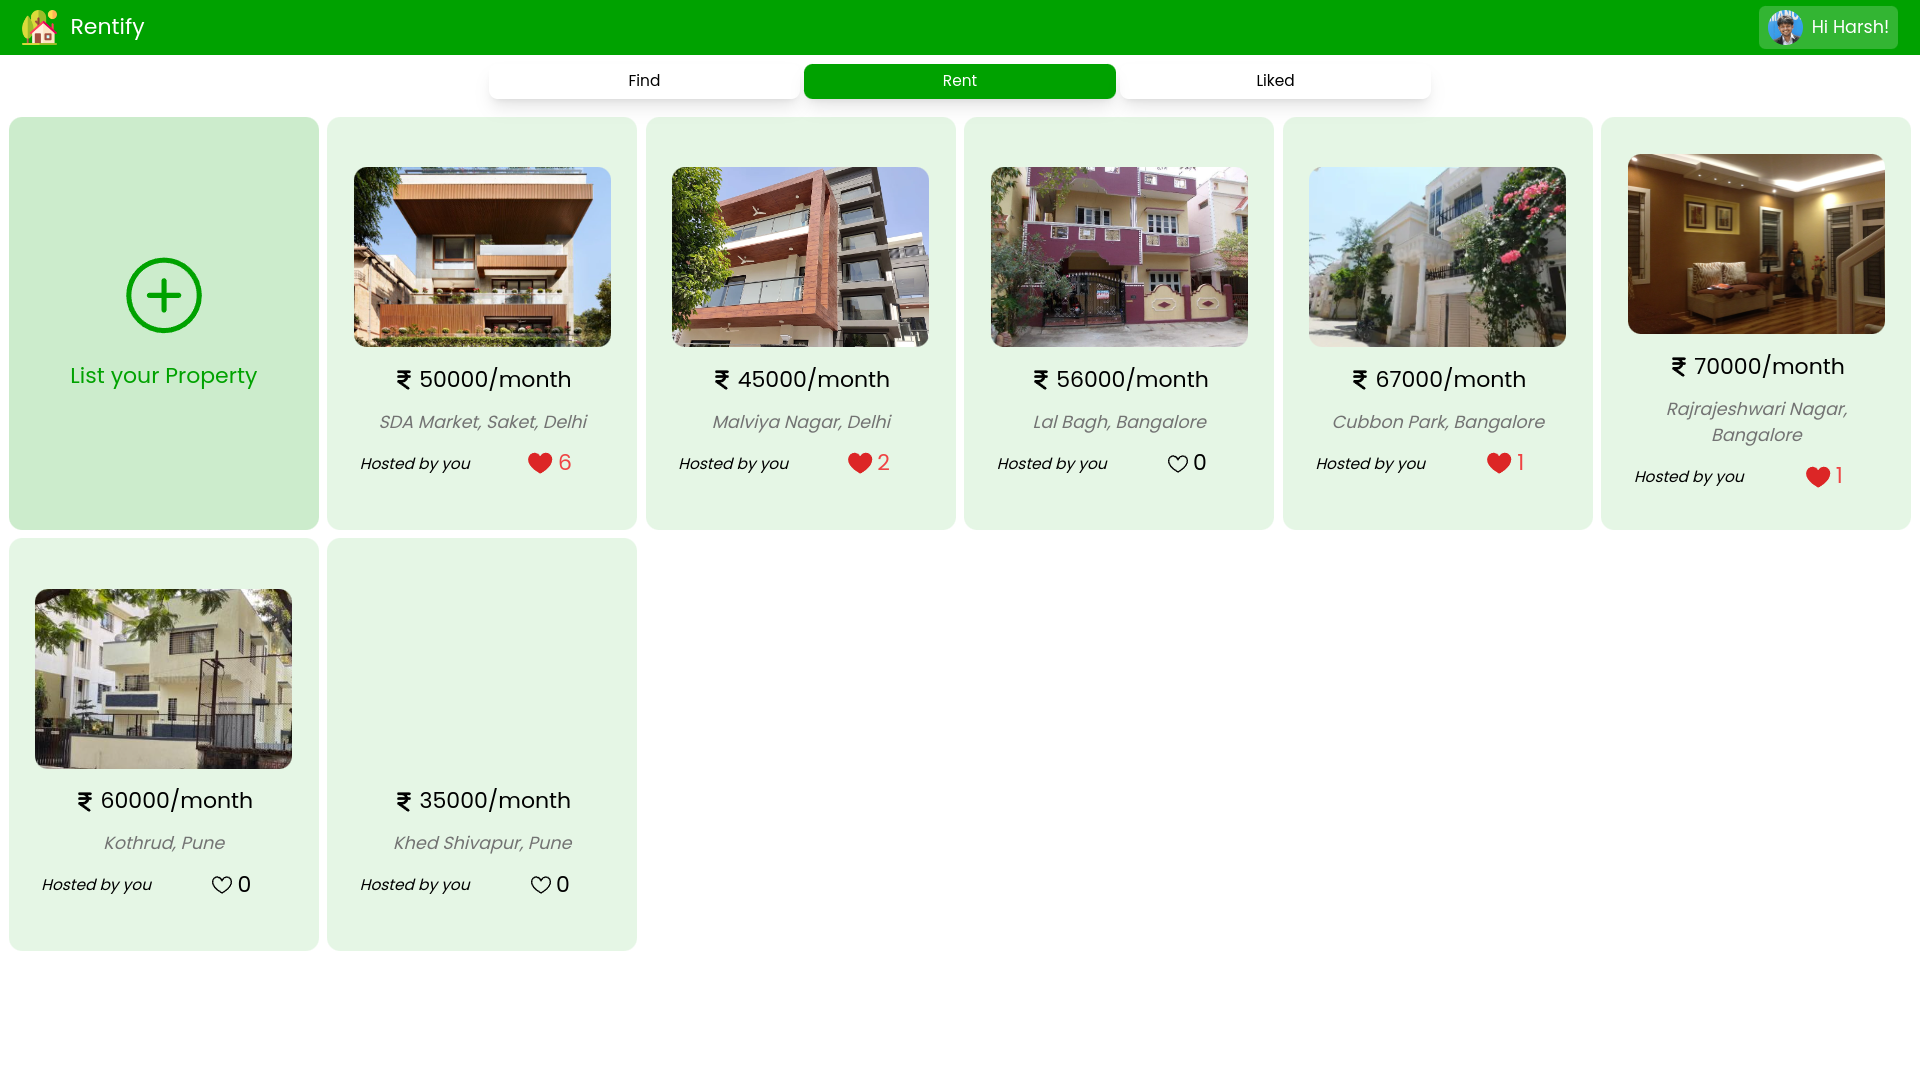 Rentify
Hi Harsh!
Find
Rent
Liked
List your Property
₹ 50000/month
SDA Market, Saket, Delhi
Hosted by you
6
₹ 45000/month
Malviya Nagar, Delhi
Hosted by you
2
₹ 56000/month
Lal Bagh, Bangalore
Hosted by you
0
₹ 67000/month
Cubbon Park, Bangalore
Hosted by you
1
₹ 70000/month
Rajrajeshwari Nagar,
Bangalore
Hosted by you
1
₹ 60000/month
Kothrud, Pune
Hosted by you
0
₹ 35000/month
Khed Shivapur, Pune
Hosted by you
0